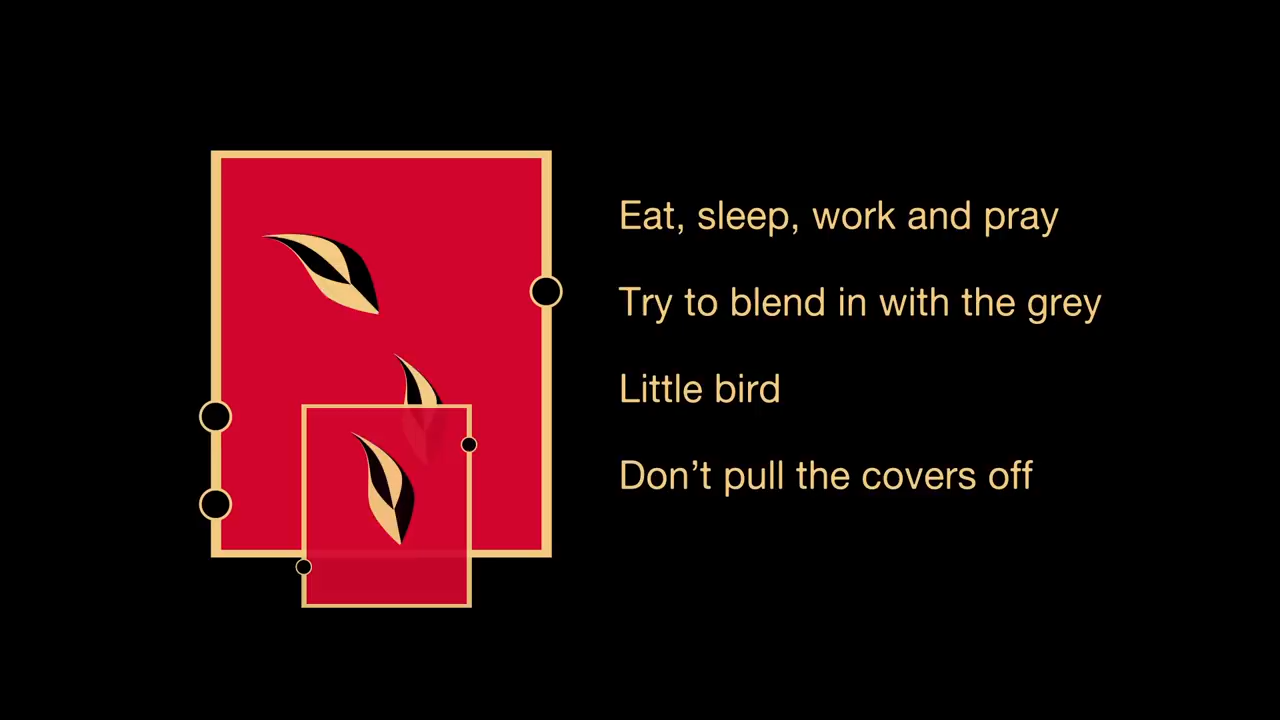 Eat, sleep, work and pray
Try to blend in with the grey
Little bird
Don’t pull the covers off